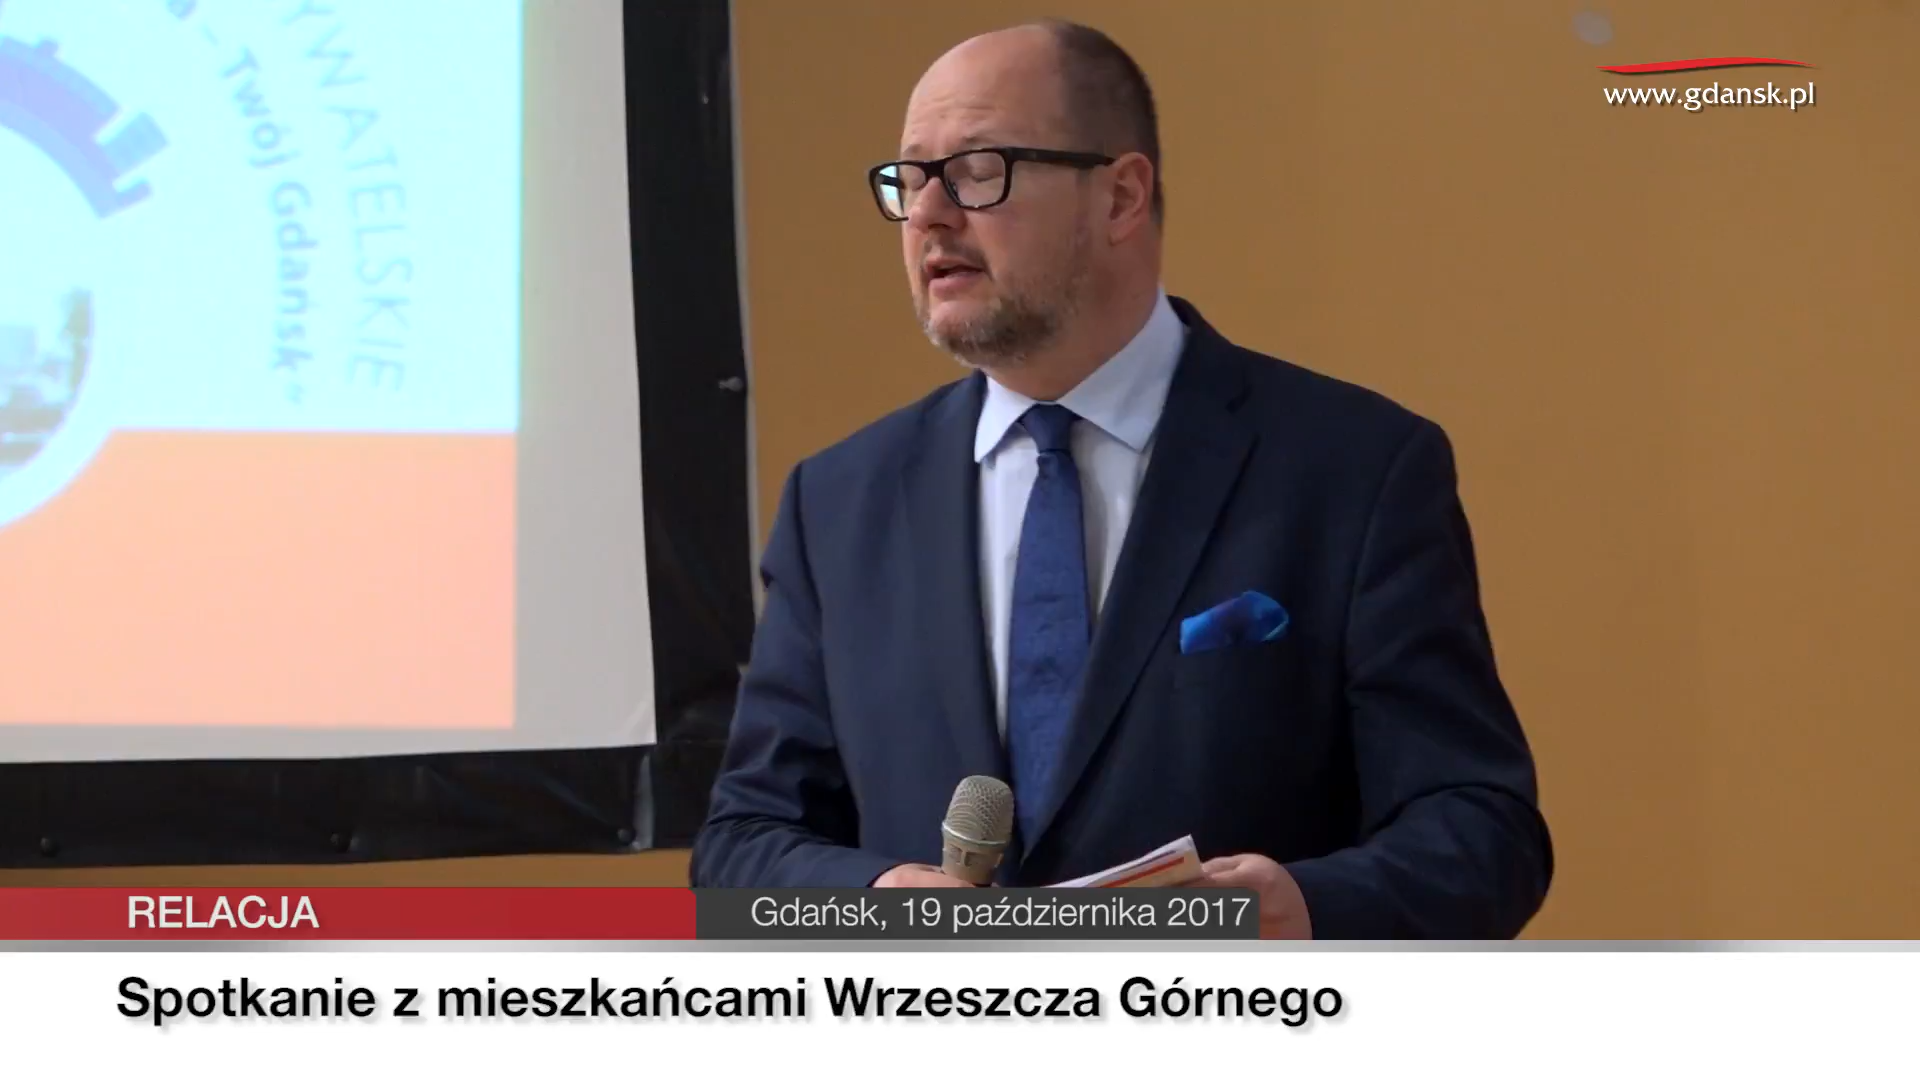 YWATELSKIE
– Twój Gdańsk"
www.gdansk.pl
RELACJA
Gdańsk, 19 października 2017
Spotkanie z mieszkańcami Wrzeszcza Górnego